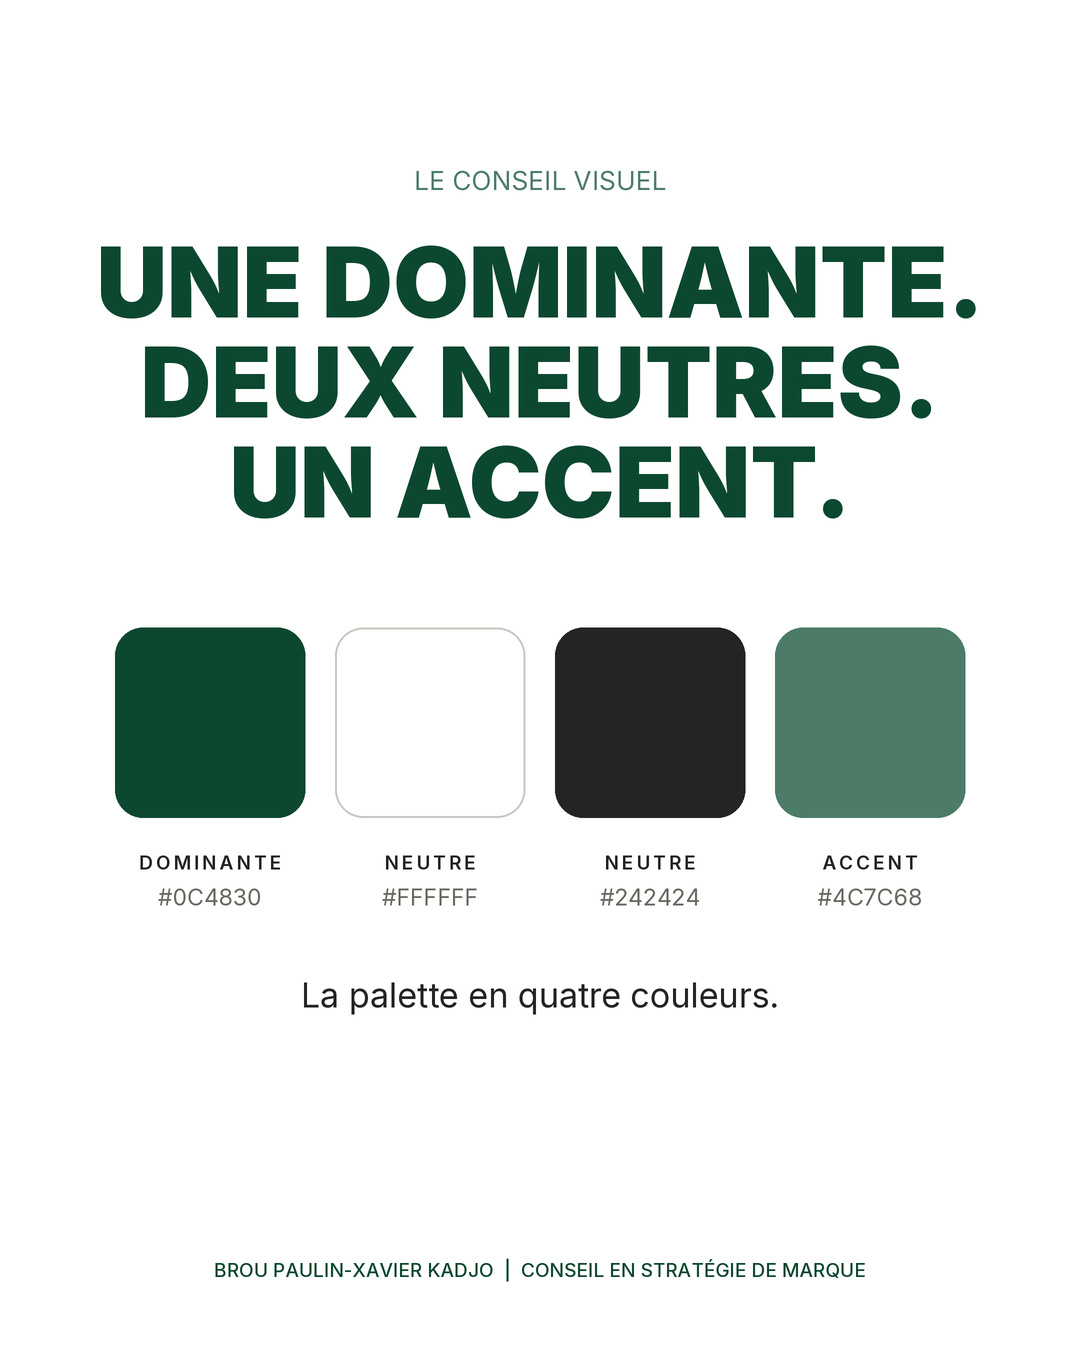 LE CONSEIL VISUEL
UNE DOMINANTE.
DEUX NEUTRES.
UN ACCENT.
DOMINANTE NEUTRE NEUTRE ACCENT
#0C4830 #FFFFFF #242424 #4C7C68
La palette en quatre couleurs.
BROU PAULIN-XAVIER KADJO | CONSEIL EN STRATÉGIE DE MARQUE